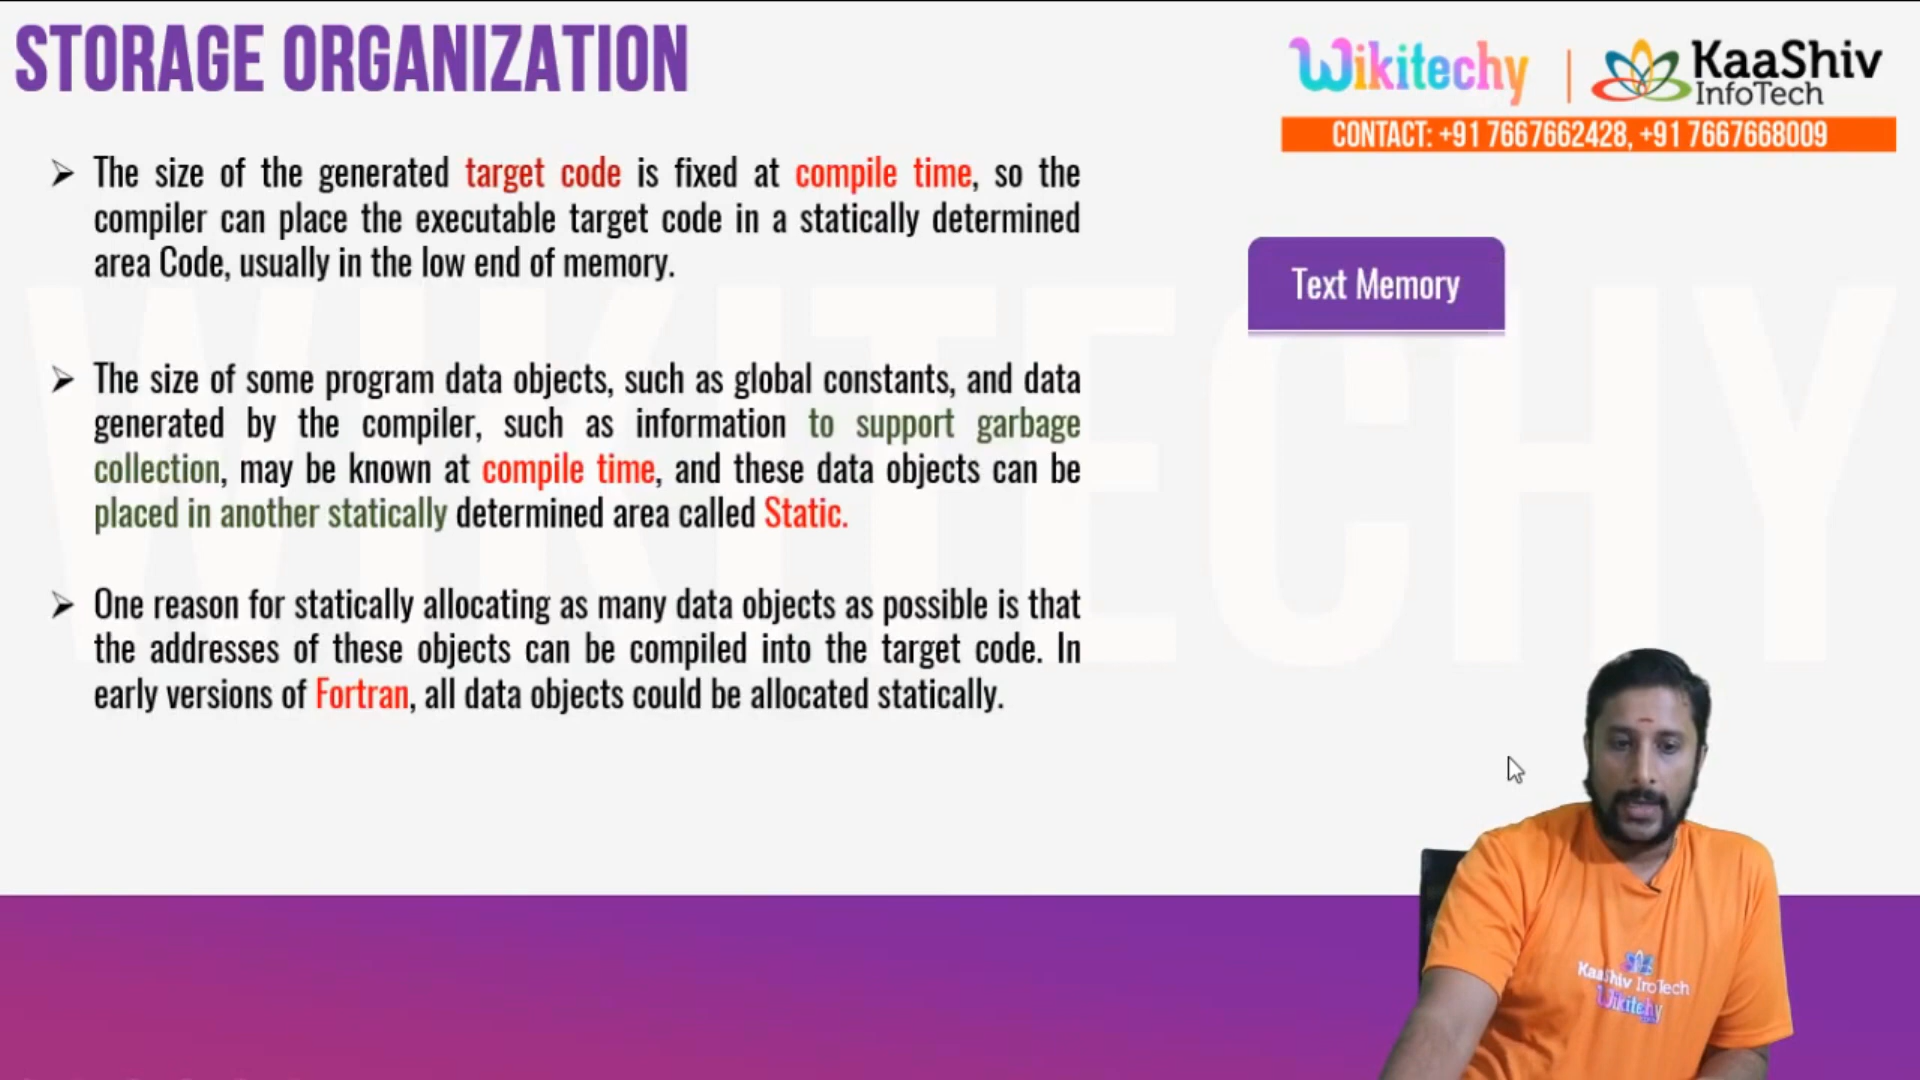 STORAGE ORGANIZATION
Wikitechy | KaaShiv
InfoTech
CONTACT: +91 7667662428, +91 7667668009
➢ The size of the generated target code is fixed at compile time, so the
compiler can place the executable target code in a statically determined
area Code, usually in the low end of memory.
Text Memory
➢ The size of some program data objects, such as global constants, and data
generated by the compiler, such as information to support garbage
collection, may be known at compile time, and these data objects can be
placed in another statically determined area called Static.
➢ One reason for statically allocating as many data objects as possible is that
the addresses of these objects can be compiled into the target code. In
early versions of Fortran, all data objects could be allocated statically.
WIKITECHY
KaaShiv InfoTech
Wikitechy